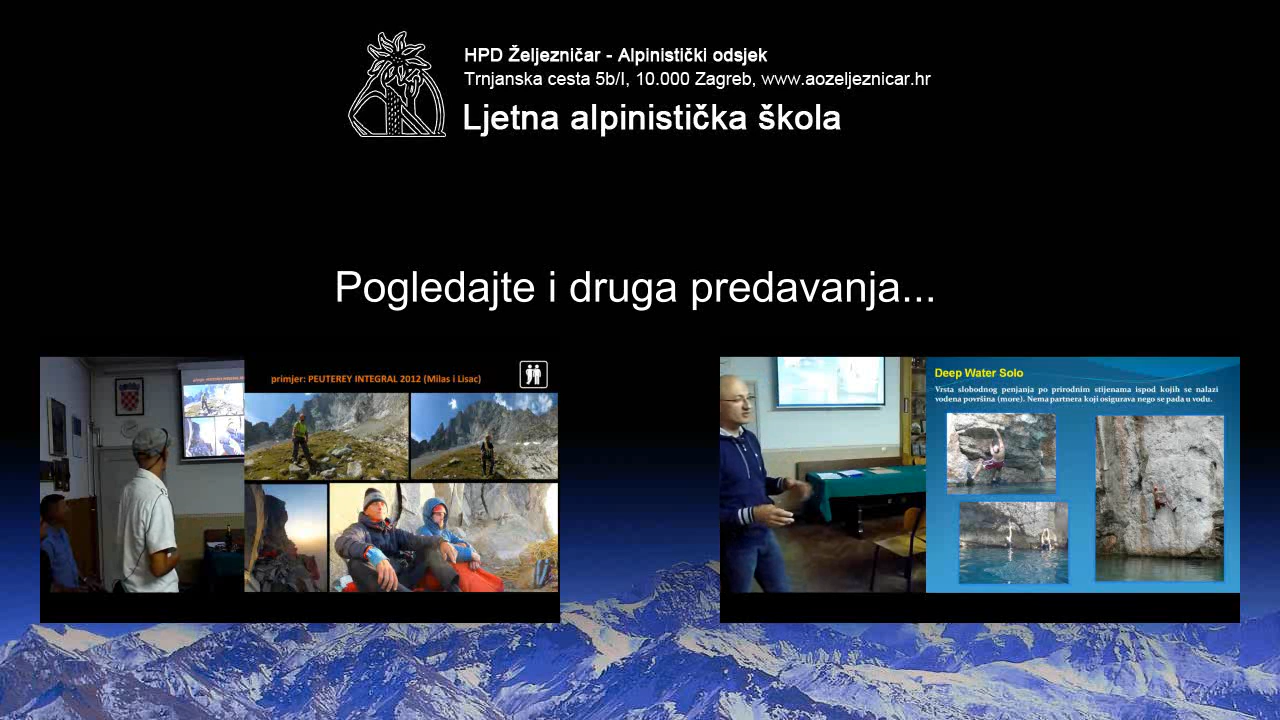 HPD Željezničar - Alpinistički odsjek
Trnjanska cesta 5b/I, 10.000 Zagreb, www.aozeljeznicar.hr
Ljetna alpinistička škola
Pogledajte i druga predavanja...
primjer: PEUTEREY INTEGRAL 2012 (Milas i Lisac)
Deep Water Solo
Vrsta slobodnog penjanja po prirodnim stijenama ispod kojih se nalazi
vodena površina (more). Nema partnera koji osigurava nego se pada u vodu.